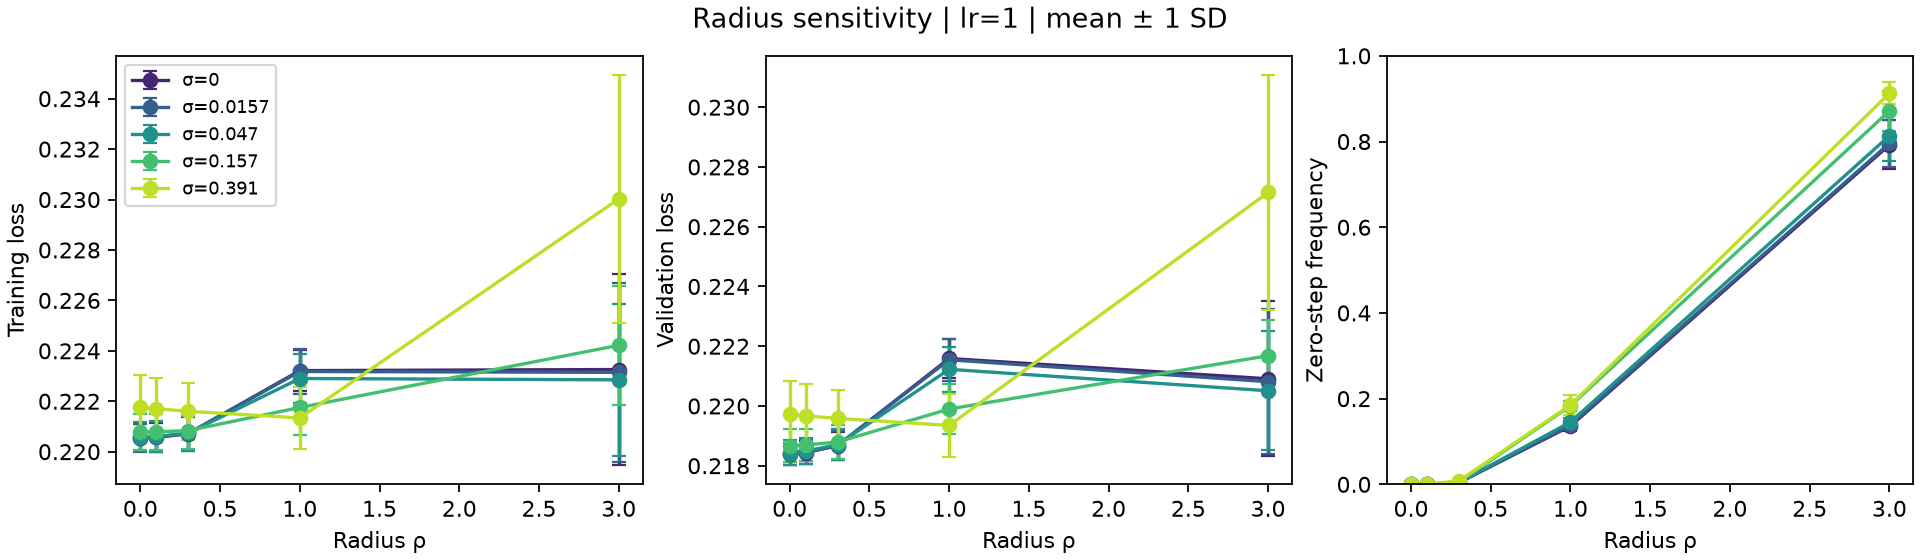 Radius sensitivity | lr=1 | mean ± 1 SD
Training loss
0.234
0.232
0.230
0.228
0.226
0.224
0.222
0.220
σ=0
σ=0.0157
σ=0.047
σ=0.157
σ=0.391
0.0 0.5 1.0 1.5 2.0 2.5 3.0
Radius ρ
Validation loss
0.230
0.228
0.226
0.224
0.222
0.220
0.218
0.0 0.5 1.0 1.5 2.0 2.5 3.0
Radius ρ
Zero-step frequency
1.0
0.8
0.6
0.4
0.2
0.0
0.0 0.5 1.0 1.5 2.0 2.5 3.0
Radius ρ